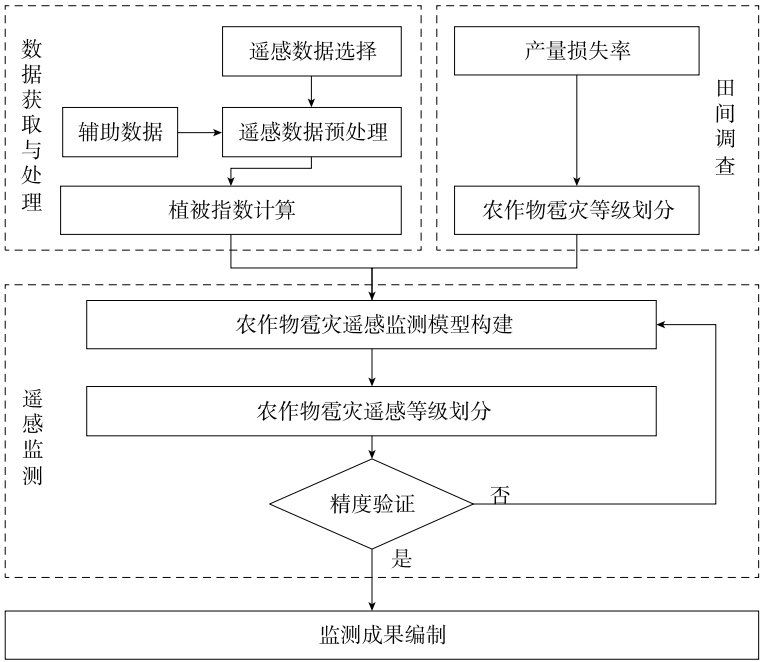 数据获取与处理
遥感数据选择
辅助数据
遥感数据预处理
植被指数计算
产量损失率
农作物雹灾等级划分
田间调查
遥感监测
农作物雹灾遥感监测模型构建
农作物雹灾遥感等级划分
精度验证
否
是
监测成果编制